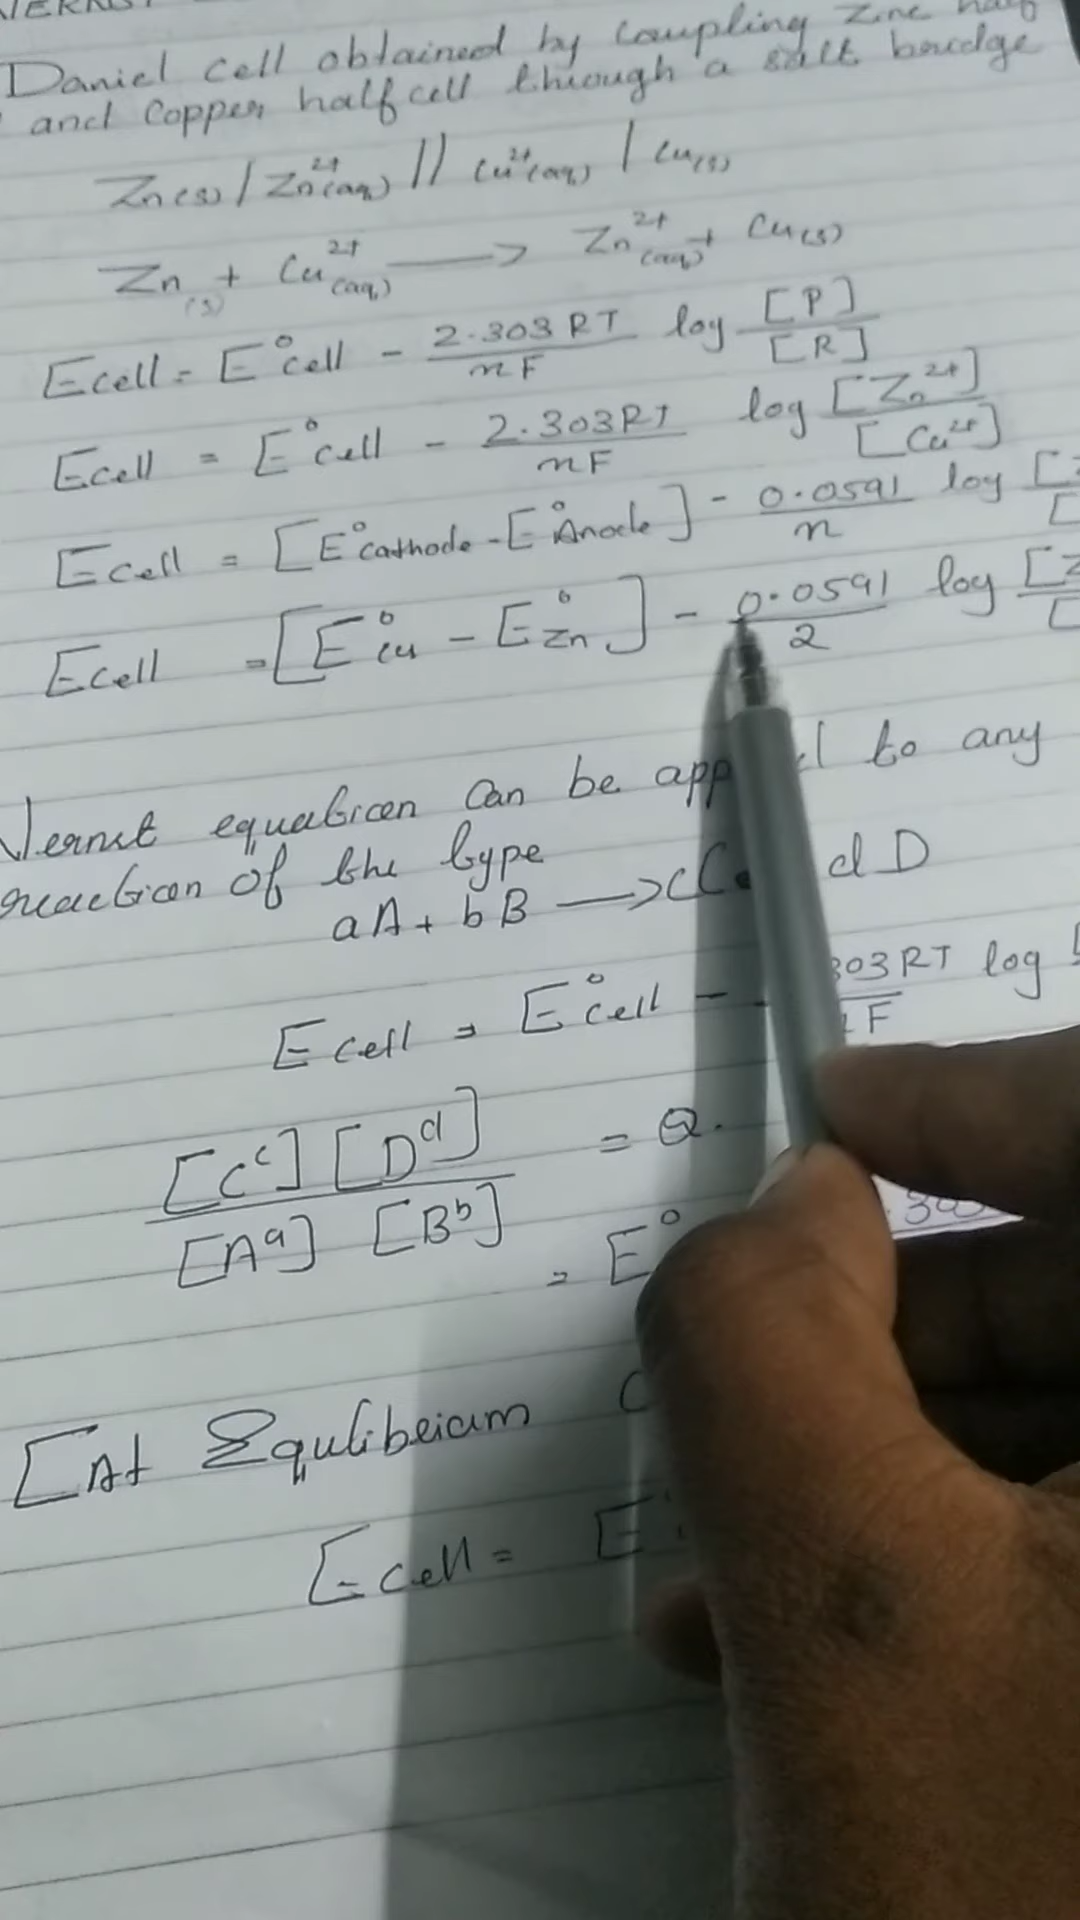 Daniel cell obtained by coupling Zinc half
and Copper half cell through a salt bridge
Zn(s) / Zn²⁺(aq) // Cu²⁺(aq) / Cu(s)
Zn(s) + Cu²⁺(aq) ⟶ Zn²⁺(aq) + Cu(s)
Ecell = E°cell - 2.303RT/nF log [P]/[R]
Ecell = E°cell - 2.303RT/nF log [Zn²⁺]/[Cu²⁺]
Ecell = [E°cathode - E°Anode] - 0.0591/n log [
Ecell = [E°cu - E°Zn] - 0.0591/2 log [
Nernst equation can be to any
reaction of the type
aA + bB ⟶ cC dD
Ecell = E°cell - 303RT F log [
[Cᶜ] [Dᵈ] / [Aᵃ] [Bᵇ] = Q.
= E°
[At Equlibrium
Ecell = E